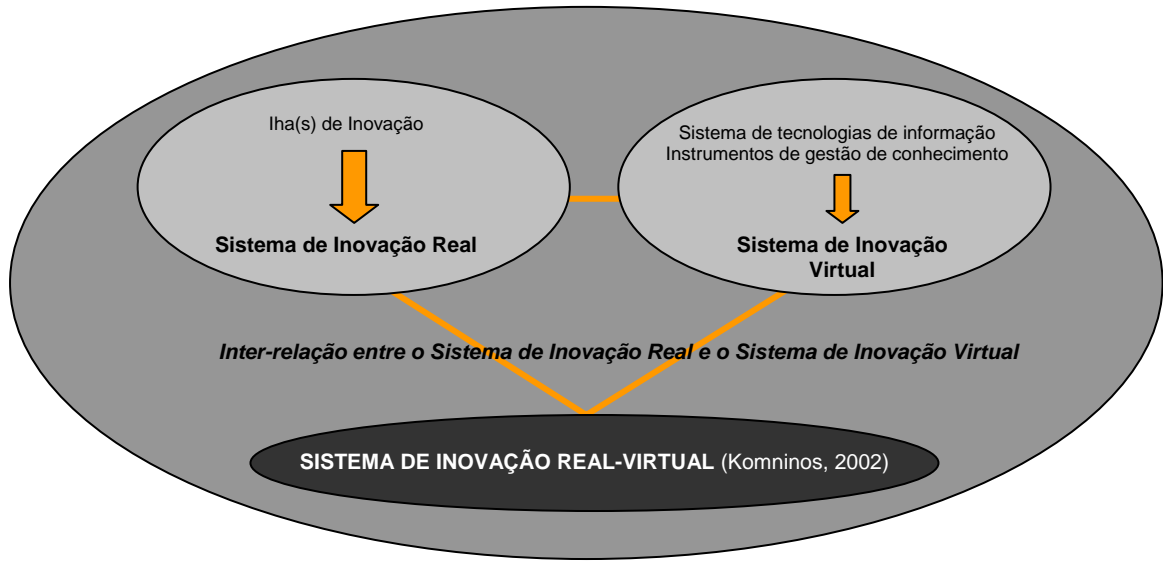 Iha(s) de Inovação
Sistema de Inovação Real
Sistema de tecnologias de informação
Instrumentos de gestão de conhecimento
Sistema de Inovação
Virtual
Inter-relação entre o Sistema de Inovação Real e o Sistema de Inovação Virtual
SISTEMA DE INOVAÇÃO REAL-VIRTUAL (Komninos, 2002)